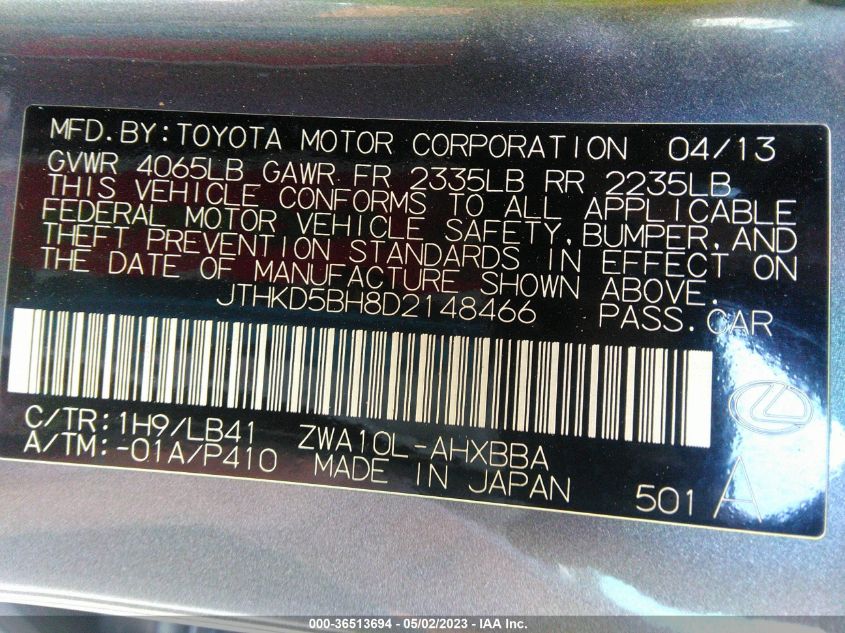 MFD.BY:TOYOTA MOTOR CORPORATION 04/13
GVWR 4065LB GAWR FR 2335LB RR 2235LB
THIS VEHICLE CONFORMS TO ALL APPLICABLE
FEDERAL MOTOR VEHICLE SAFETY,BUMPER,AND
THEFT PREVENTION STANDARDS IN EFFECT ON
THE DATE OF MANUFACTURE SHOWN ABOVE.
JTHKD5BH8D2148466 PASS.CAR
C/TR:1H9/LB41 ZWA10L-AHXBBA
A/TM:-01A/P410 MADE IN JAPAN
501 A
000-36513694 - 05/02/2023 - IAA Inc.